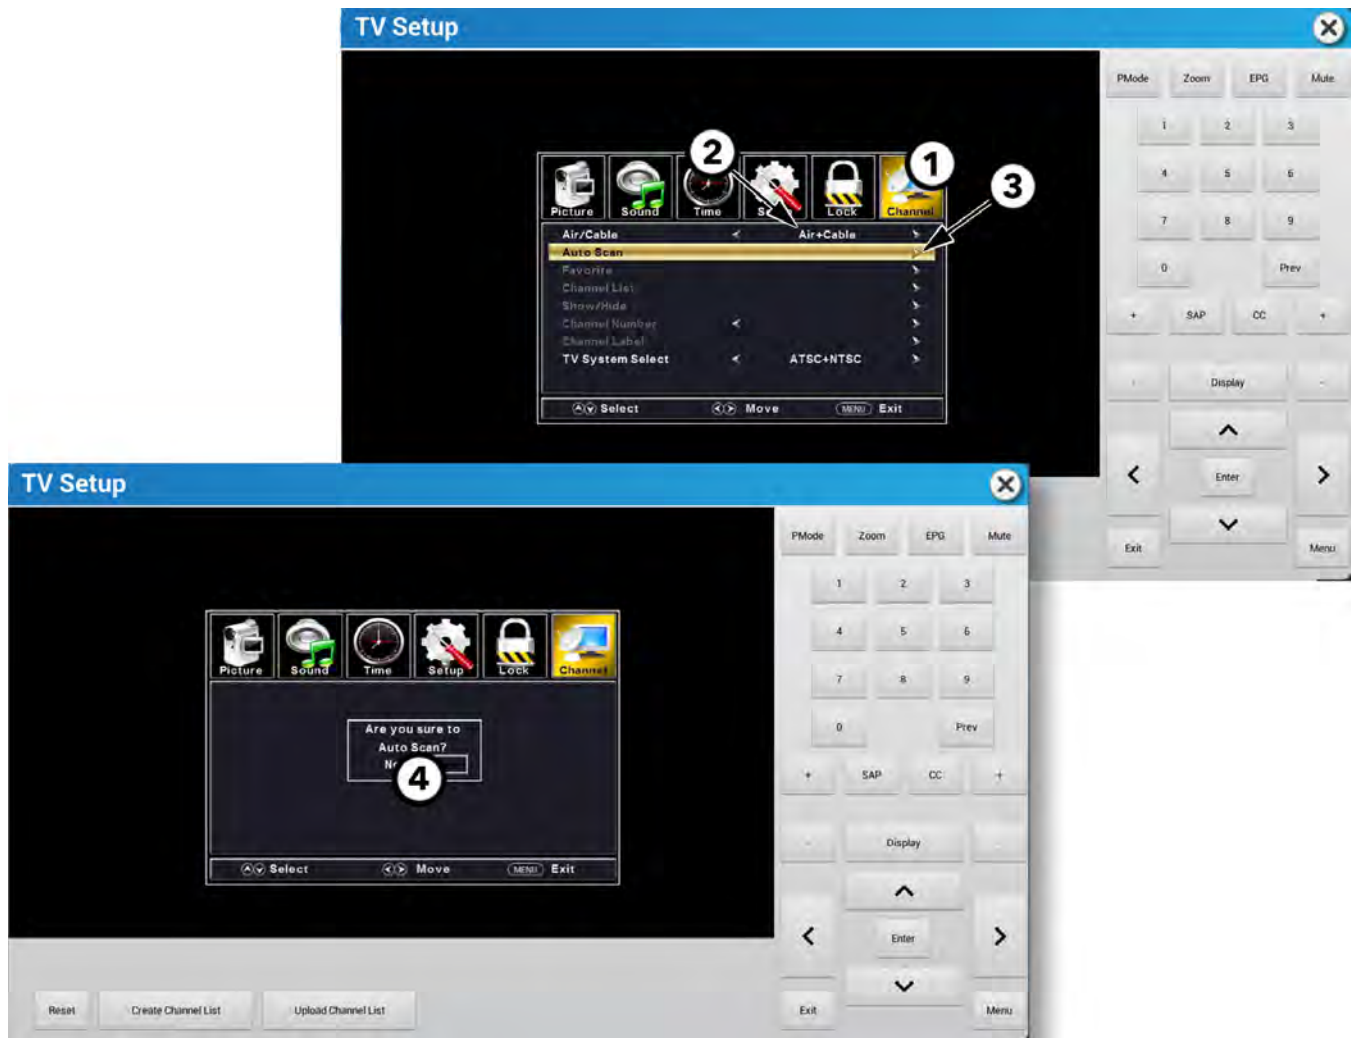 TV Setup
PMode Zoom EPG Mute
1 2 3
4 5 6
7 8 9
0 Prev
+ SAP CC +
- Display -
Enter
Exit Menu
2
1
3
Picture Sound Time Lock Channel
Air/Cable Air+Cable
Auto Scan
Favorite
Channel List
Show/Hide
Channel Number
Channel Label
TV System Select ATSC+NTSC
Select Move MENU Exit
TV Setup
PMode Zoom EPG Mute
1 2 3
4 5 6
7 8 9
0 Prev
+ SAP CC +
- Display -
Enter
Exit Menu
Picture Sound Time Setup Lock Channel
Are you sure to
Auto Scan?
4
Select Move MENU Exit
Reset Create Channel List Upload Channel List